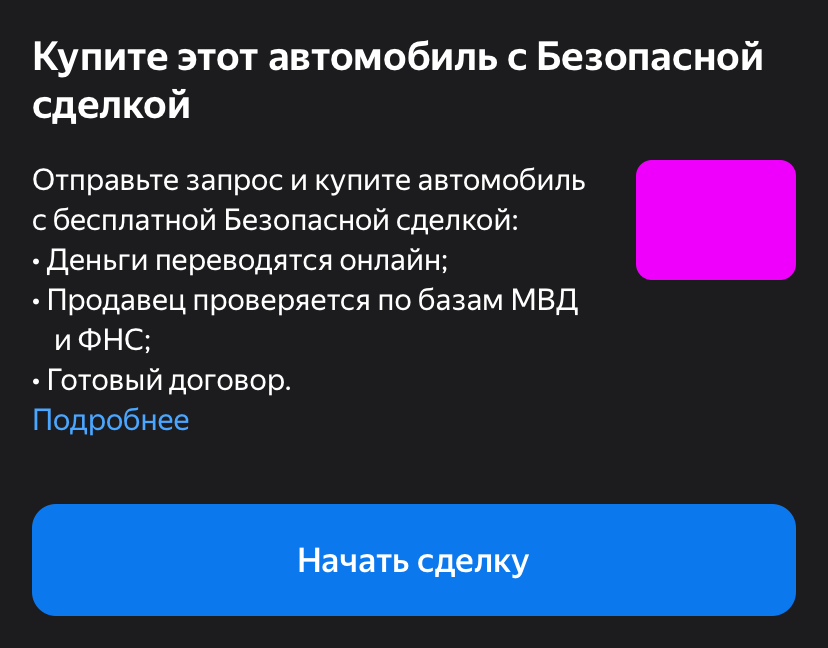 Купите этот автомобиль с Безопасной
сделкой
Отправьте запрос и купите автомобиль
с бесплатной Безопасной сделкой:
• Деньги переводятся онлайн;
• Продавец проверяется по базам МВД
и ФНС;
• Готовый договор.
Подробнее
Начать сделку